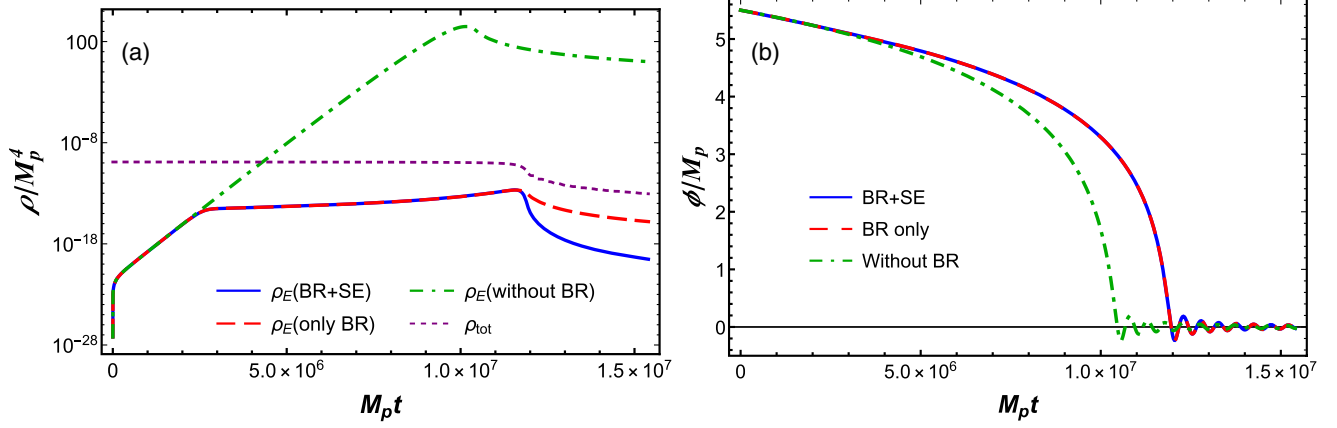 (a)
ρ/M_p^4
100
10^-8
10^-18
10^-28
ρ_E(BR+SE)
ρ_E(only BR)
ρ_E(without BR)
ρ_tot
0
5.0 × 10^6
1.0 × 10^7
1.5 × 10^7
M_p t
(b)
ϕ/M_p
5
4
3
2
1
0
BR+SE
BR only
Without BR
0
5.0 × 10^6
1.0 × 10^7
1.5 × 10^7
M_p t